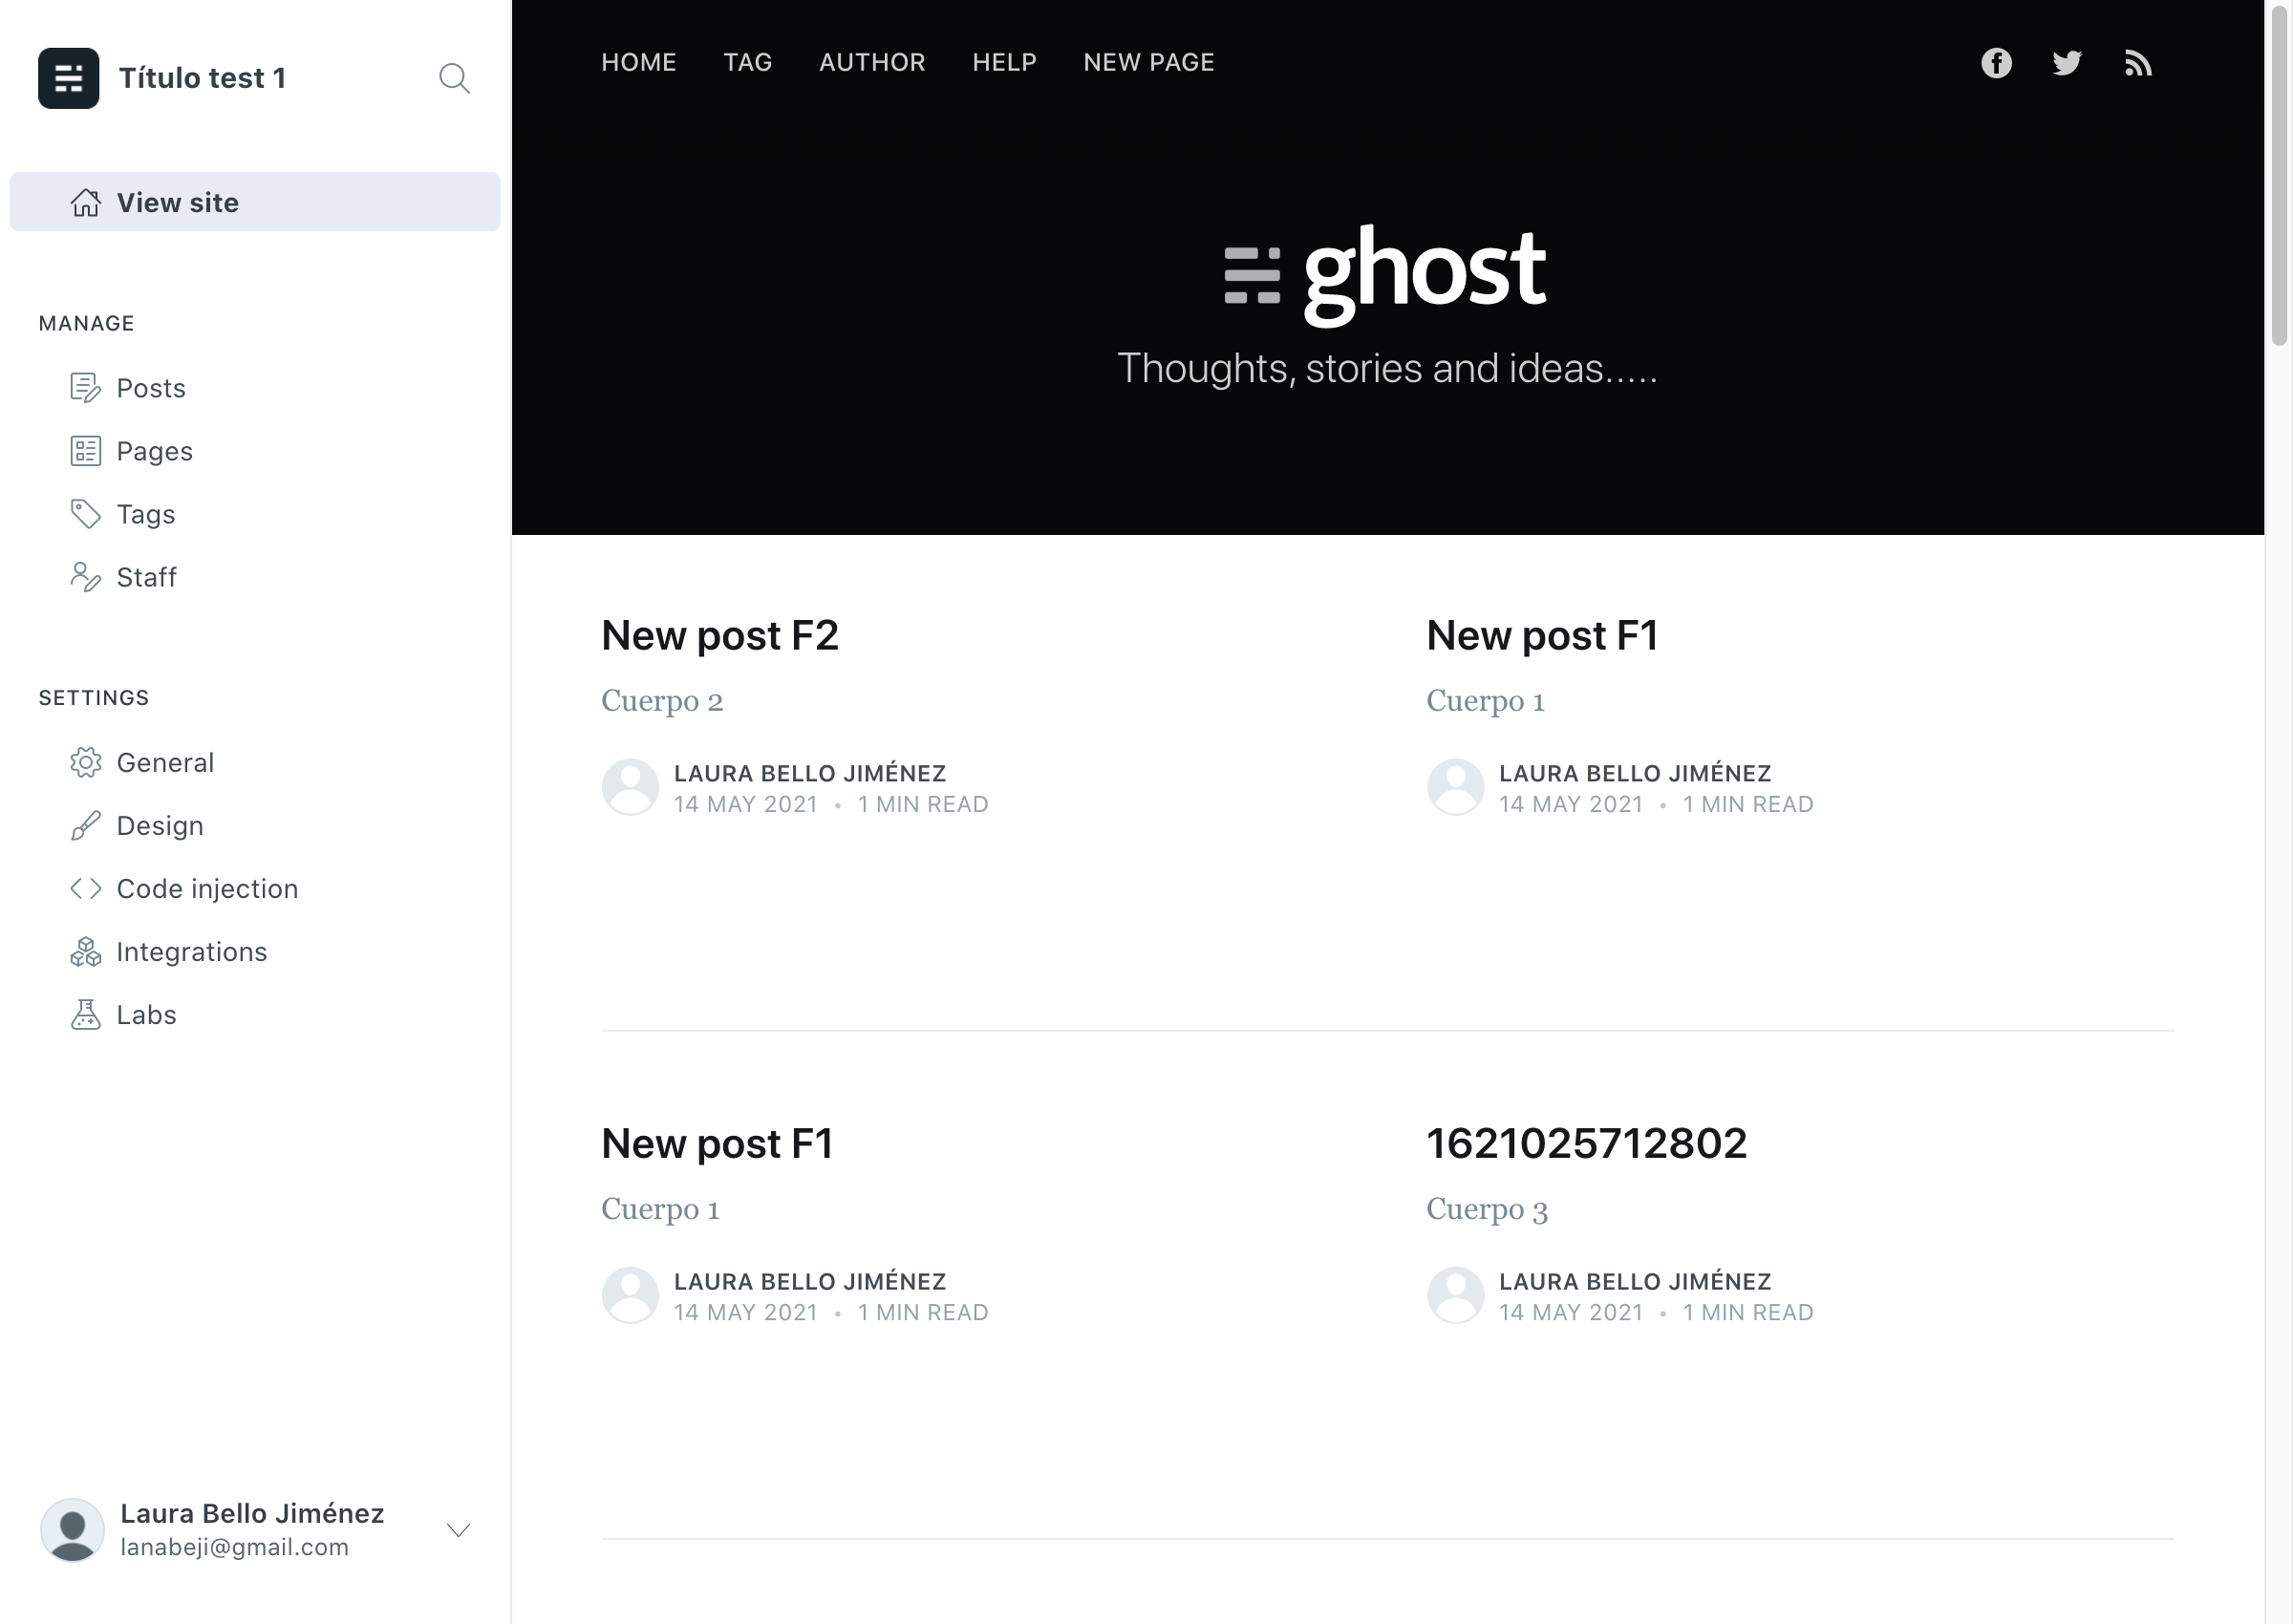 Título test 1
View site
MANAGE
Posts
Pages
Tags
Staff
SETTINGS
General
Design
Code injection
Integrations
Labs
Laura Bello Jiménez
lanabeji@gmail.com
HOME TAG AUTHOR HELP NEW PAGE
ghost
Thoughts, stories and ideas.....
New post F2
Cuerpo 2
LAURA BELLO JIMÉNEZ
14 MAY 2021 • 1 MIN READ
New post F1
Cuerpo 1
LAURA BELLO JIMÉNEZ
14 MAY 2021 • 1 MIN READ
New post F1
Cuerpo 1
LAURA BELLO JIMÉNEZ
14 MAY 2021 • 1 MIN READ
1621025712802
Cuerpo 3
LAURA BELLO JIMÉNEZ
14 MAY 2021 • 1 MIN READ